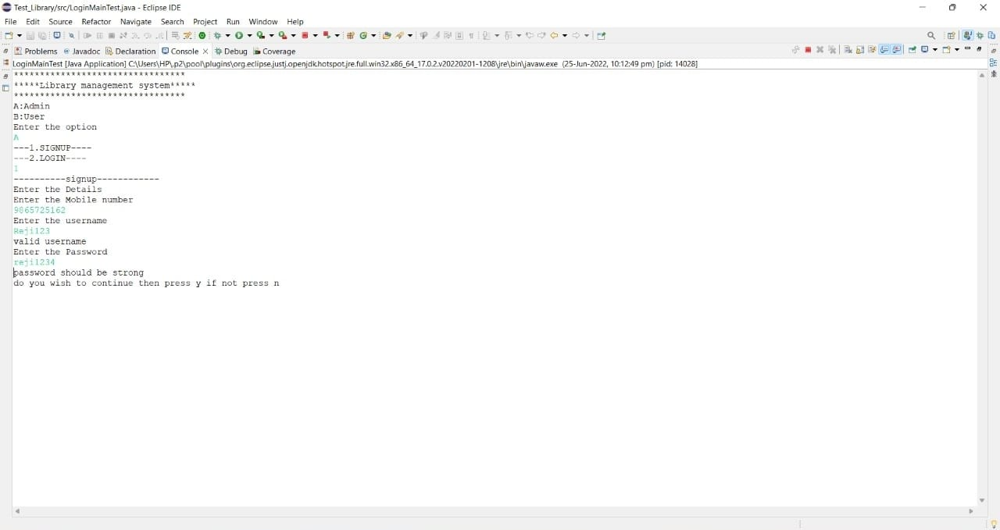 Test_Library/src/LoginMainTest.java - Eclipse IDE
File Edit Source Refactor Navigate Search Project Run Window Help
Problems Javadoc Declaration Console Debug Coverage
LoginMainTest [Java Application] C:\Users\HP\.p2\pool\plugins\org.eclipse.justj.openjdk.hotspot.jre.full.win32.x86_64_17.0.2.v20220201-1208\jre\bin\javaw.exe (25-Jun-2022, 10:12:49 pm) [pid: 14028]
*********************************
*****Library management system*****
*********************************
A:Admin
B:User
Enter the option
A
---1.SIGNUP----
---2.LOGIN----
1
----------signup------------
Enter the Details
Enter the Mobile number
9865725162
Enter the username
Reji123
valid username
Enter the Password
reji1234
password should be strong
do you wish to continue then press y if not press n